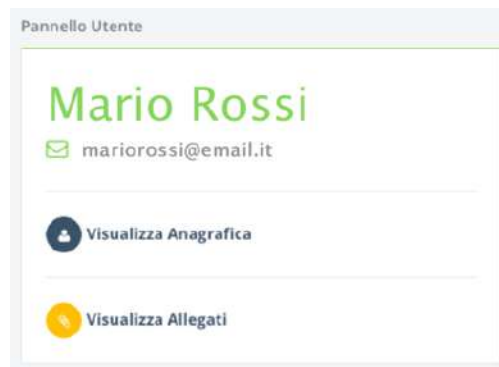 Pannello Utente
Mario Rossi
mariorossi@email.it
Visualizza Anagrafica
Visualizza Allegati